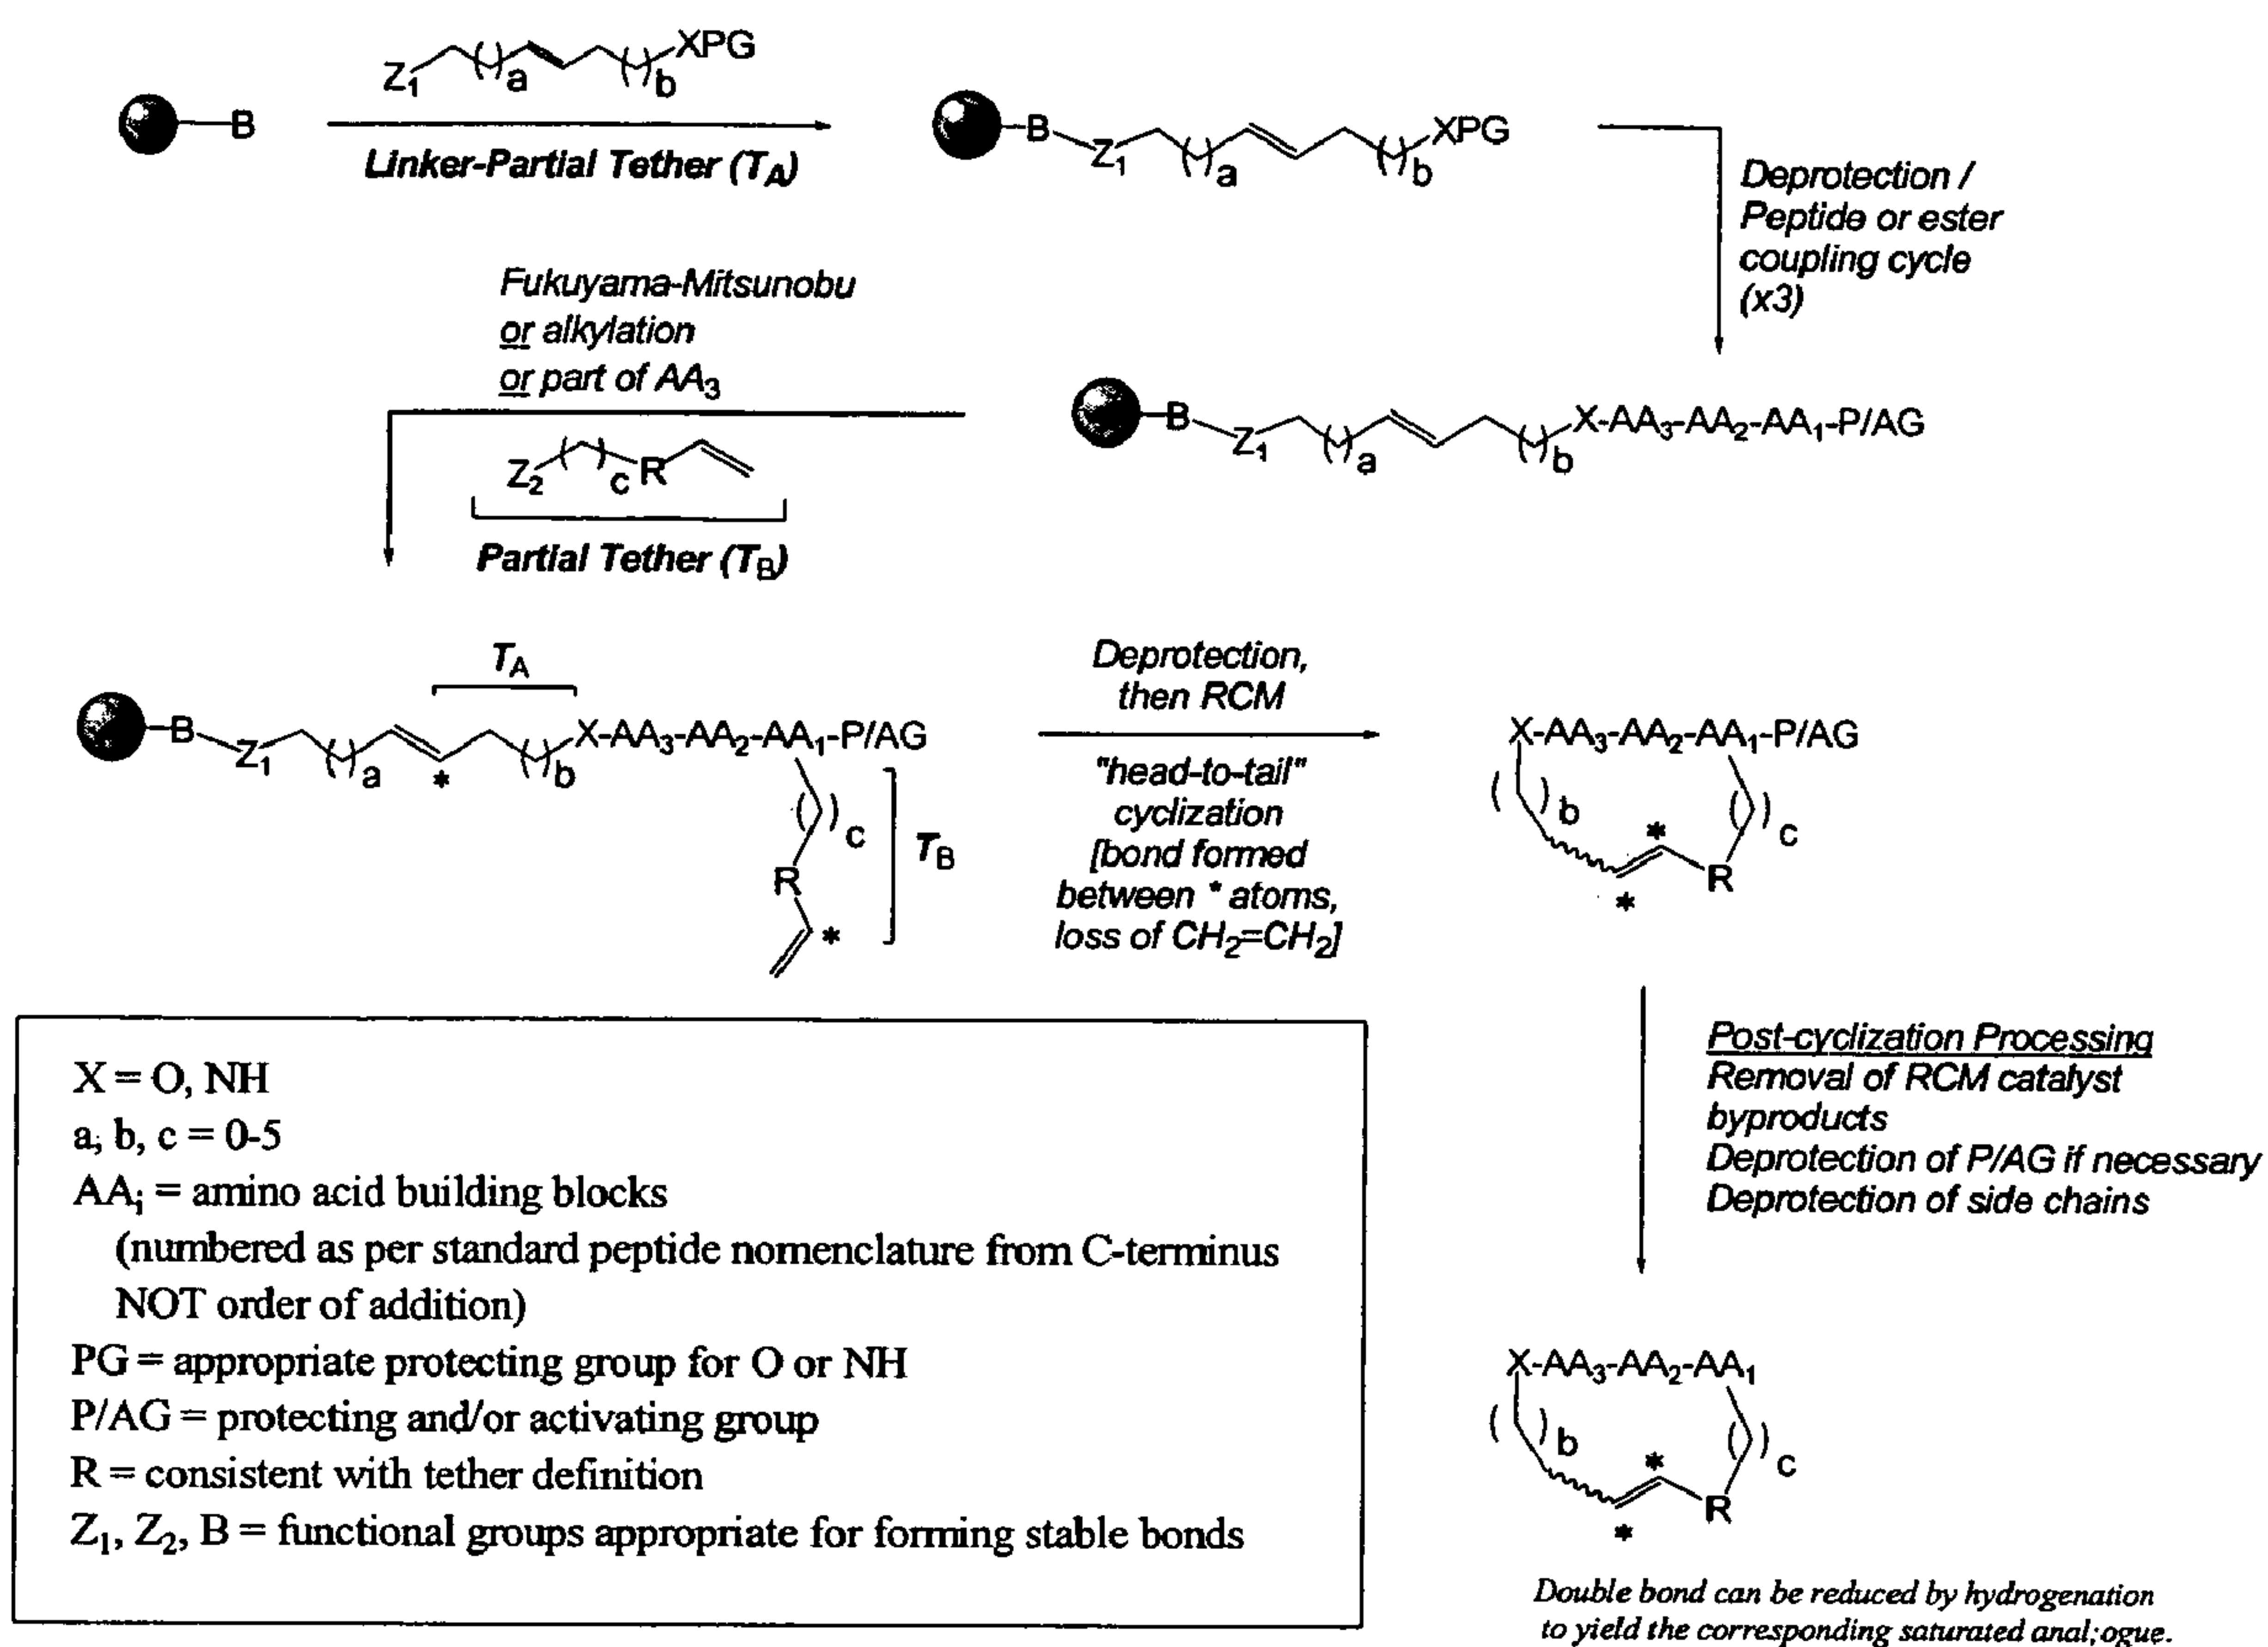 Z1 ( )a ( )b XPG
B
Linker-Partial Tether (TA)
B Z1 ( )a ( )b XPG
Deprotection /
Peptide or ester
coupling cycle
(x3)
Fukuyama-Mitsunobu
or alkylation
or part of AA3
Z2 ( )c R
Partial Tether (TB)
B Z1 ( )a ( )b X-AA3-AA2-AA1-P/AG
TA
B Z1 ( )a * ( )b X-AA3-AA2-AA1-P/AG
( )c
R
*
TB
Deprotection,
then RCM
"head-to-tail"
cyclization
[bond formed
between * atoms,
loss of CH2=CH2]
X-AA3-AA2-AA1-P/AG
( )b ( )c
* R
*
Post-cyclization Processing
Removal of RCM catalyst
byproducts
Deprotection of P/AG if necessary
Deprotection of side chains
X-AA3-AA2-AA1
( )b ( )c
* R
*
Double bond can be reduced by hydrogenation
to yield the corresponding saturated anal;ogue.
X = O, NH
a, b, c = 0-5
AAi = amino acid building blocks
(numbered as per standard peptide nomenclature from C-terminus
NOT order of addition)
PG = appropriate protecting group for O or NH
P/AG = protecting and/or activating group
R = consistent with tether definition
Z1, Z2, B = functional groups appropriate for forming stable bonds